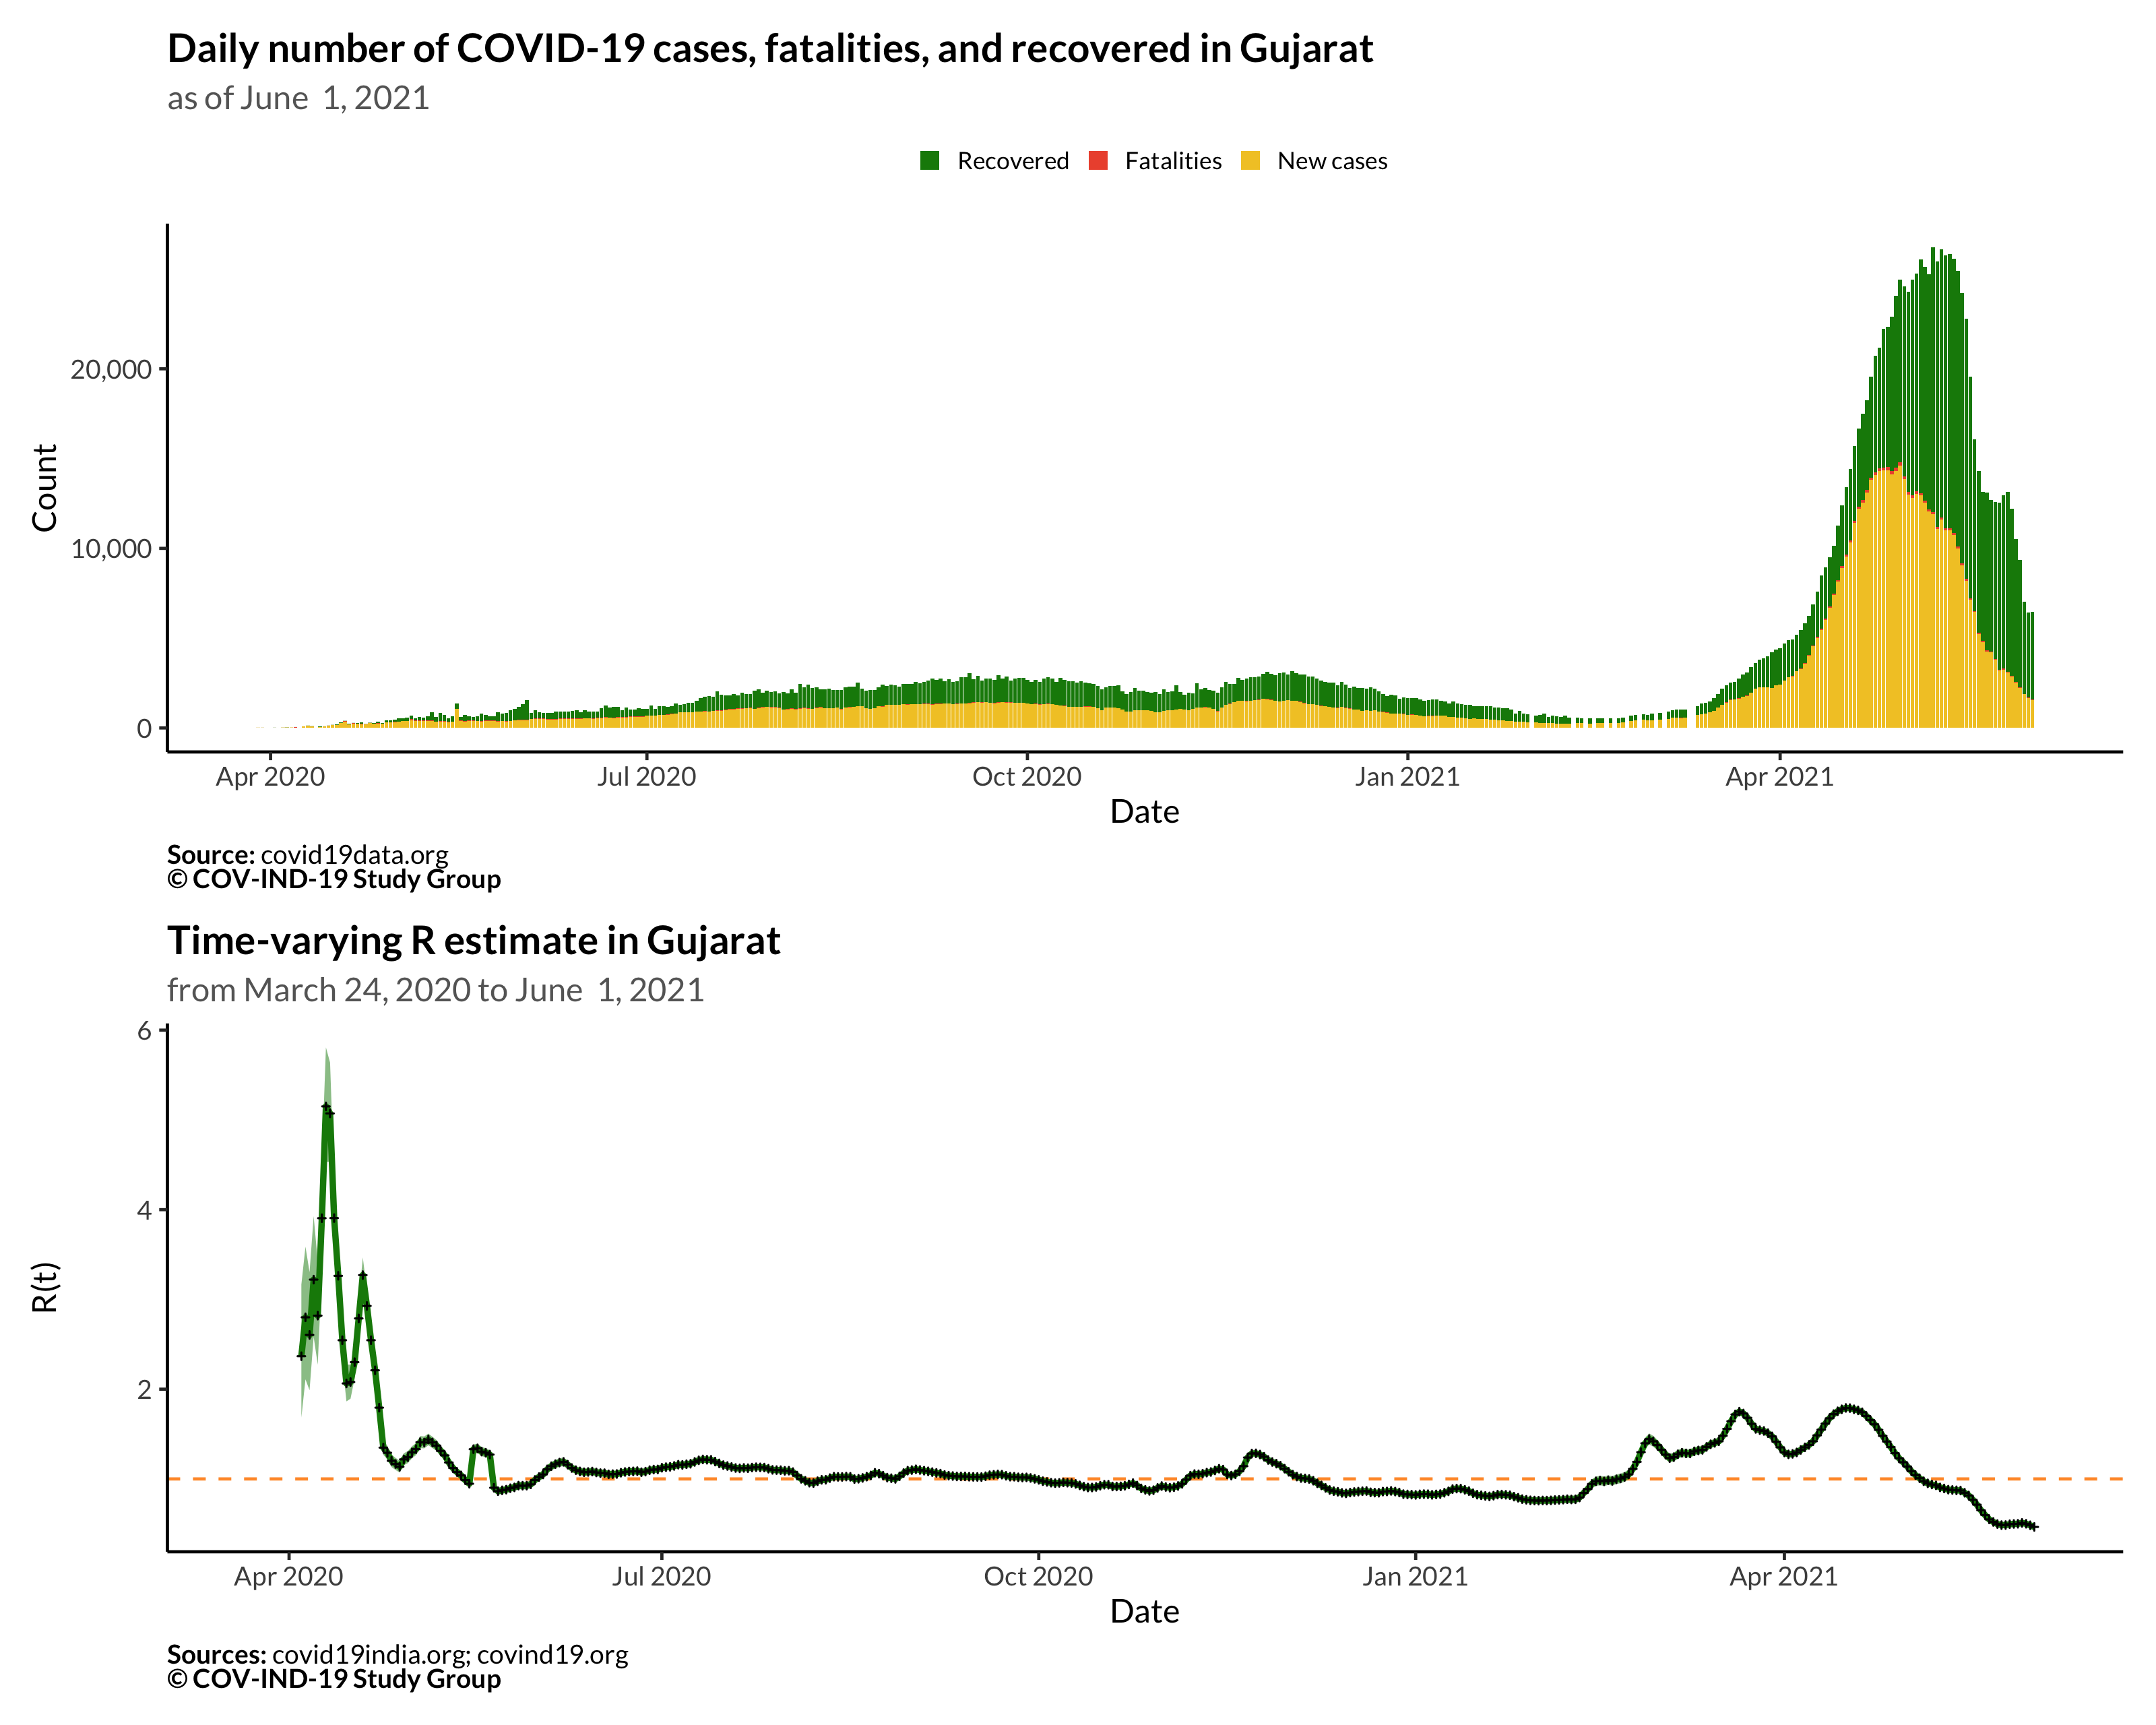 Daily number of COVID-19 cases, fatalities, and recovered in Gujarat
as of June 1, 2021
Recovered Fatalities New cases
Count
20,000
10,000
0
Apr 2020 Jul 2020 Oct 2020 Jan 2021 Apr 2021
Date
Source: covid19data.org
© COV-IND-19 Study Group
Time-varying R estimate in Gujarat
from March 24, 2020 to June 1, 2021
R(t)
6
4
2
Apr 2020 Jul 2020 Oct 2020 Jan 2021 Apr 2021
Date
Sources: covid19india.org; covind19.org
© COV-IND-19 Study Group